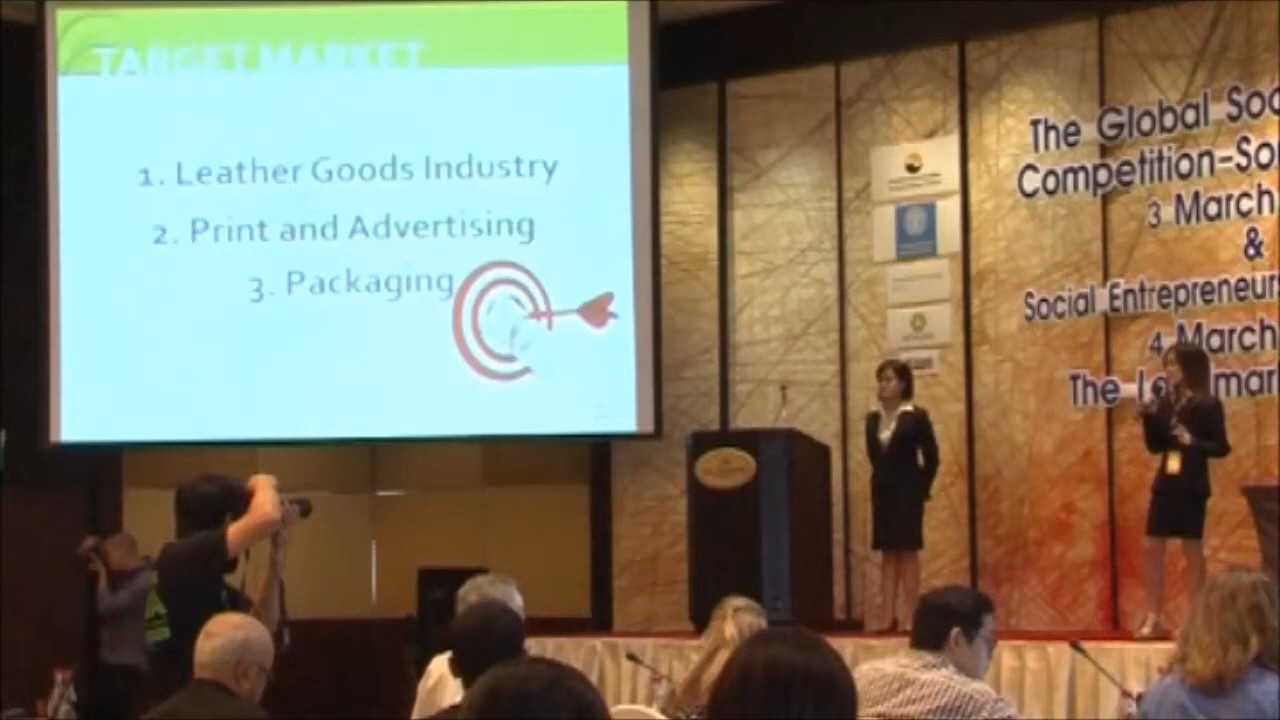 TARGET MARKET
1. Leather Goods Industry
2. Print and Advertising
3. Packaging
The Global Soc
Competition-So
3 March
&
Social Entrepreneurs
4 March
The